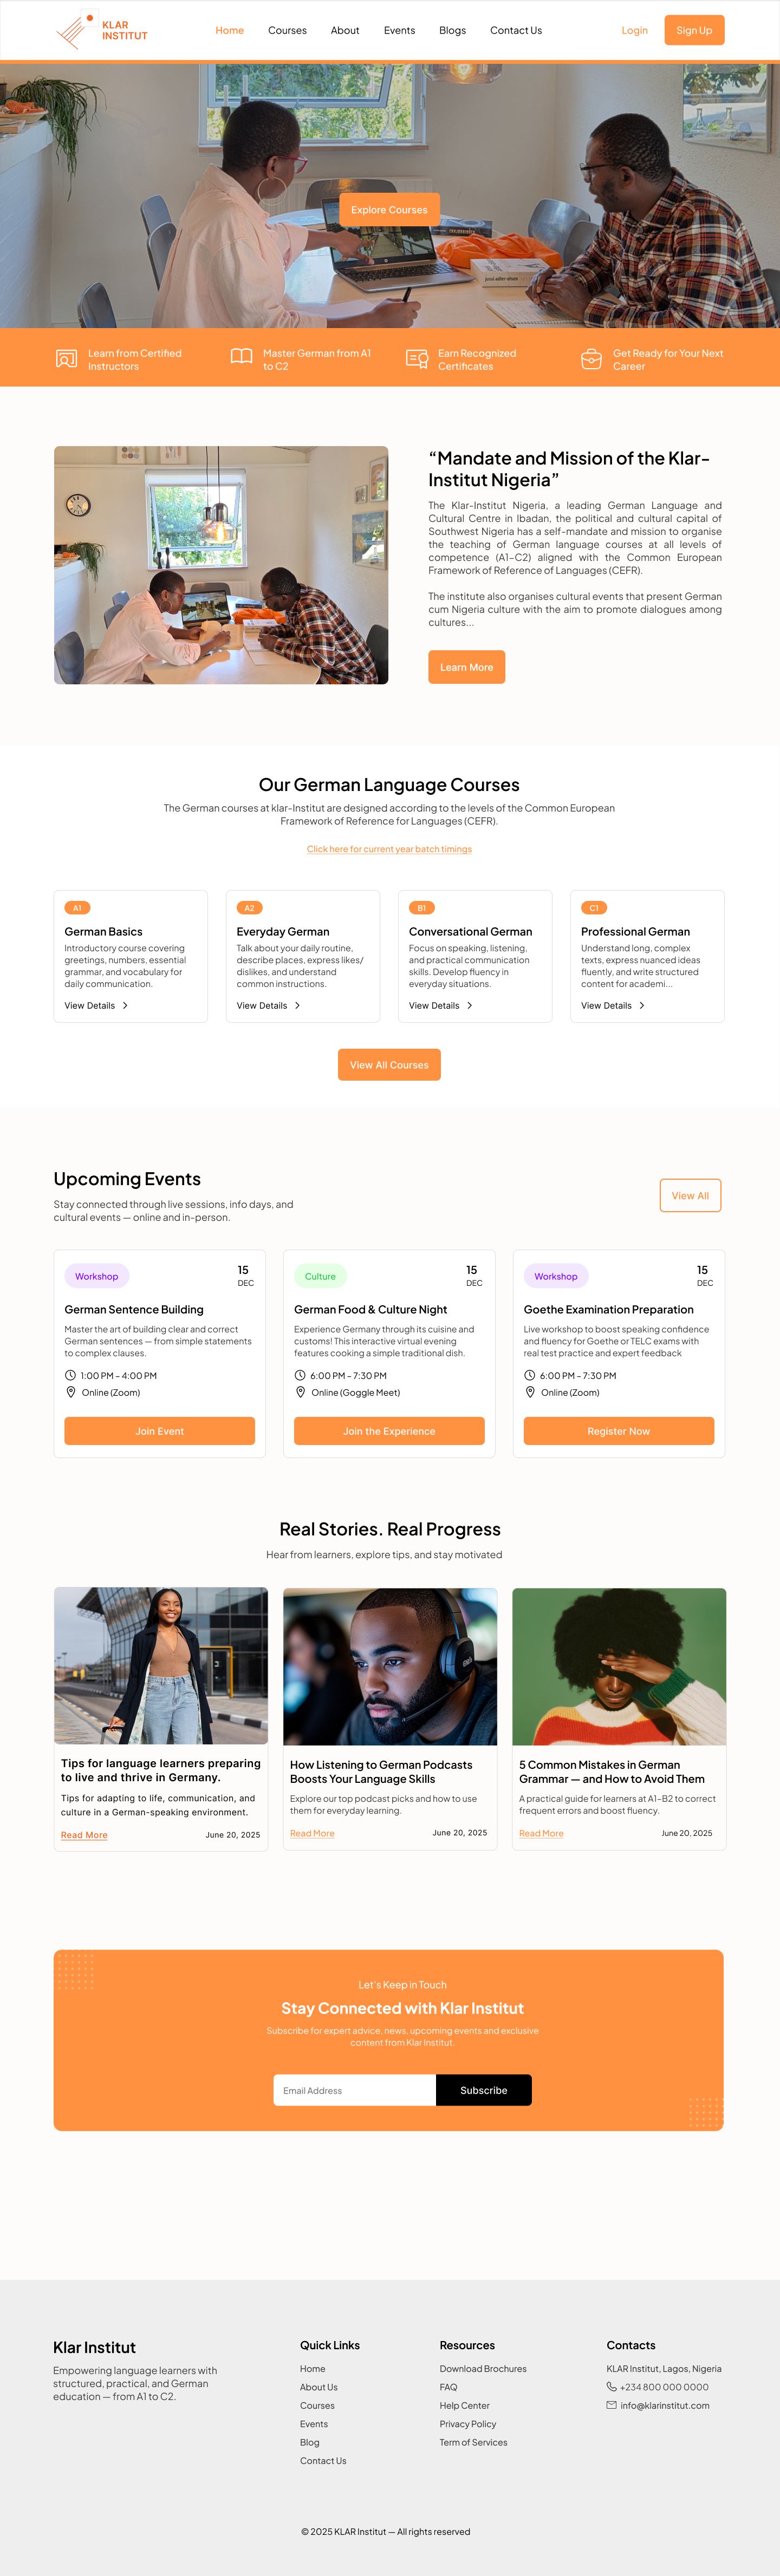 KLAR
INSTITUT
Home
Courses
About
Events
Blogs
Contact Us
Login
Sign Up
Explore Courses
Learn from Certified
Instructors
Master German from A1
to C2
Earn Recognized
Certificates
Get Ready for Your Next
Career
“Mandate and Mission of the Klar-
Institut Nigeria”
The Klar-Institut Nigeria, a leading German Language and
Cultural Centre in Ibadan, the political and cultural capital of
Southwest Nigeria has a self-mandate and mission to organise
the teaching of German language courses at all levels of
competence (A1-C2) aligned with the Common European
Framework of Reference of Languages (CEFR).
The institute also organises cultural events that present German
cum Nigeria culture with the aim to promote dialogues among
cultures...
Learn More
Our German Language Courses
The German courses at klar-Institut are designed according to the levels of the Common European
Framework of Reference for Languages (CEFR).
Click here for current year batch timings
A1
German Basics
Introductory course covering
greetings, numbers, essential
grammar, and vocabulary for
daily communication.
View Details
A2
Everyday German
Talk about your daily routine,
describe places, express likes/
dislikes, and understand
common instructions.
View Details
B1
Conversational German
Focus on speaking, listening,
and practical communication
skills. Develop fluency in
everyday situations.
View Details
C1
Professional German
Understand long, complex
texts, express nuanced ideas
fluently, and write structured
content for academi...
View Details
View All Courses
Upcoming Events
Stay connected through live sessions, info days, and
cultural events — online and in-person.
View All
Workshop
15
DEC
German Sentence Building
Master the art of building clear and correct
German sentences — from simple statements
to complex clauses.
1:00 PM – 4:00 PM
Online (Zoom)
Join Event
Culture
15
DEC
German Food & Culture Night
Experience Germany through its cuisine and
customs! This interactive virtual evening
features cooking a simple traditional dish.
6:00 PM – 7:30 PM
Online (Goggle Meet)
Join the Experience
Workshop
15
DEC
Goethe Examination Preparation
Live workshop to boost speaking confidence
and fluency for Goethe or TELC exams with
real test practice and expert feedback
6:00 PM – 7:30 PM
Online (Zoom)
Register Now
Real Stories. Real Progress
Hear from learners, explore tips, and stay motivated
Tips for language learners preparing
to live and thrive in Germany.
Tips for adapting to life, communication, and
culture in a German-speaking environment.
Read More
June 20, 2025
How Listening to German Podcasts
Boosts Your Language Skills
Explore our top podcast picks and how to use
them for everyday learning.
Read More
June 20, 2025
5 Common Mistakes in German
Grammar — and How to Avoid Them
A practical guide for learners at A1–B2 to correct
frequent errors and boost fluency.
Read More
June 20, 2025
Let’s Keep in Touch
Stay Connected with Klar Institut
Subscribe for expert advice, news, upcoming events and exclusive
content from Klar Institut.
Email Address
Subscribe
Klar Institut
Empowering language learners with
structured, practical, and German
education — from A1 to C2.
Quick Links
Home
About Us
Courses
Events
Blog
Contact Us
Resources
Download Brochures
FAQ
Help Center
Privacy Policy
Term of Services
Contacts
KLAR Institut, Lagos, Nigeria
+234 800 000 0000
info@klarinstitut.com
© 2025 KLAR Institut — All rights reserved